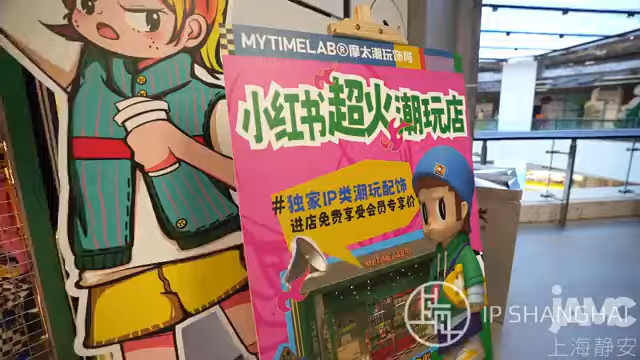 MYTIMELAB®摩太潮玩饰局
小红书超火潮玩店
#独家IP类潮玩配饰
进店免费享受会员专享价
MYTIMELAB®
IP SHANGHAI
JAMC
上海静安